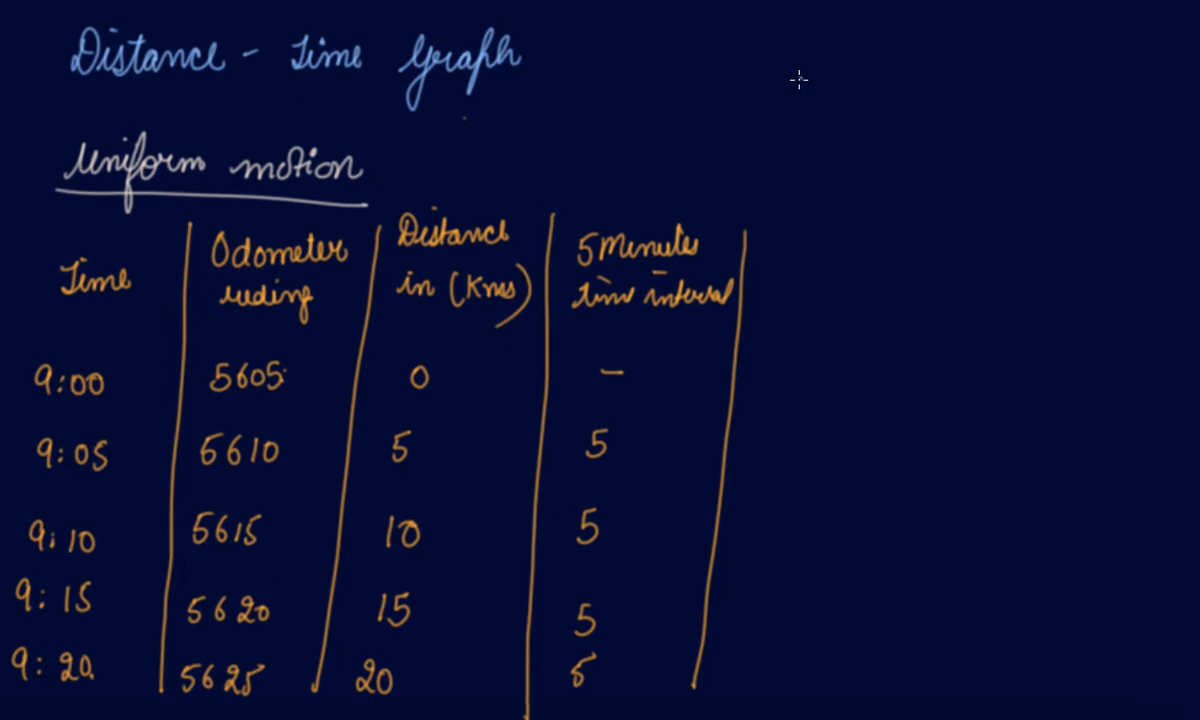 Distance - Time Graph
Uniform motion
Time | Odometer reading | Distance in (Kms) | 5 Minutes time interval
9:00 | 5605 | 0 | -
9:05 | 5610 | 5 | 5
9:10 | 5615 | 10 | 5
9:15 | 5620 | 15 | 5
9:20 | 5625 | 20 | 5